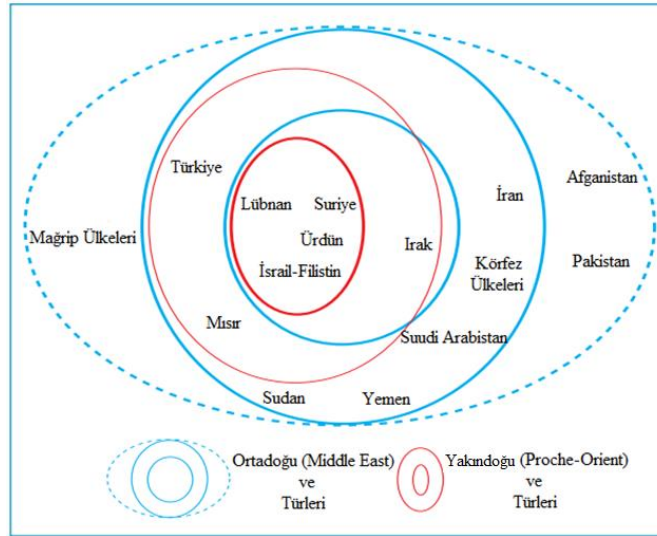 Türkiye
Afganistan
İran
Lübnan Suriye
Mağrip Ülkeleri
Ürdün
Irak
Körfez
Ülkeleri
Pakistan
İsrail-Filistin
Mısır
Suudi Arabistan
Sudan
Yemen
Ortadoğu (Middle East)
ve
Türleri
Yakındoğu (Proche-Orient)
ve
Türleri